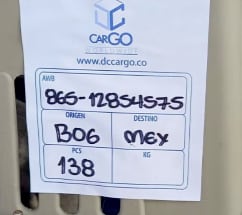 CARGO
www.dccargo.co
AWB
865-12854575
ORIGEN DESTINO
BOG MEX
PCS KG
138